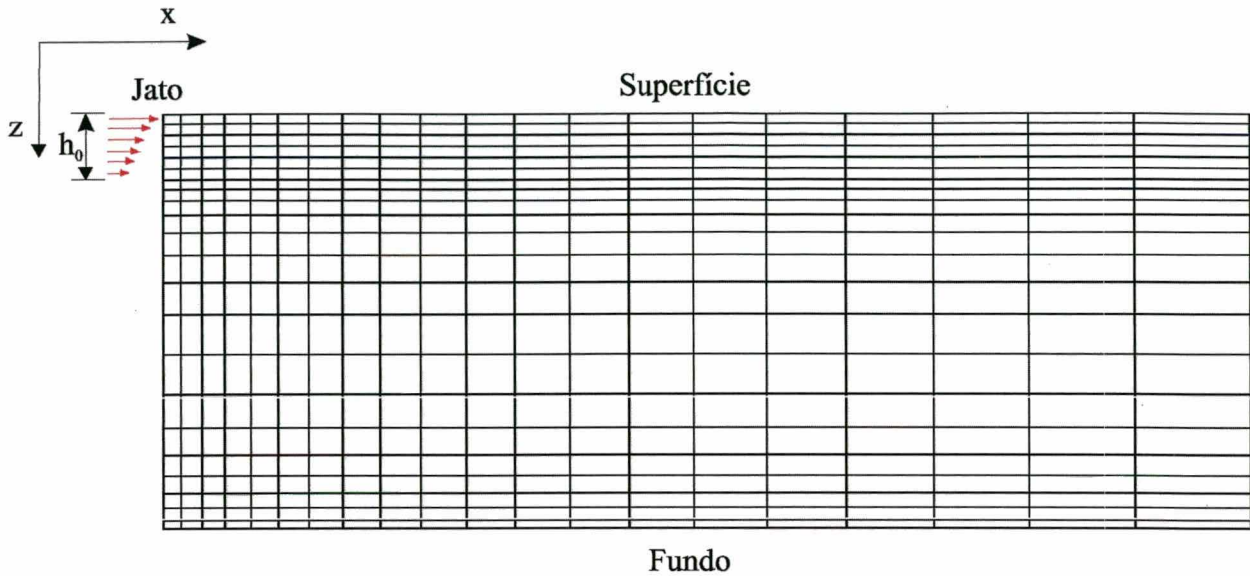 x
Jato
Superfície
z
h₀
Fundo